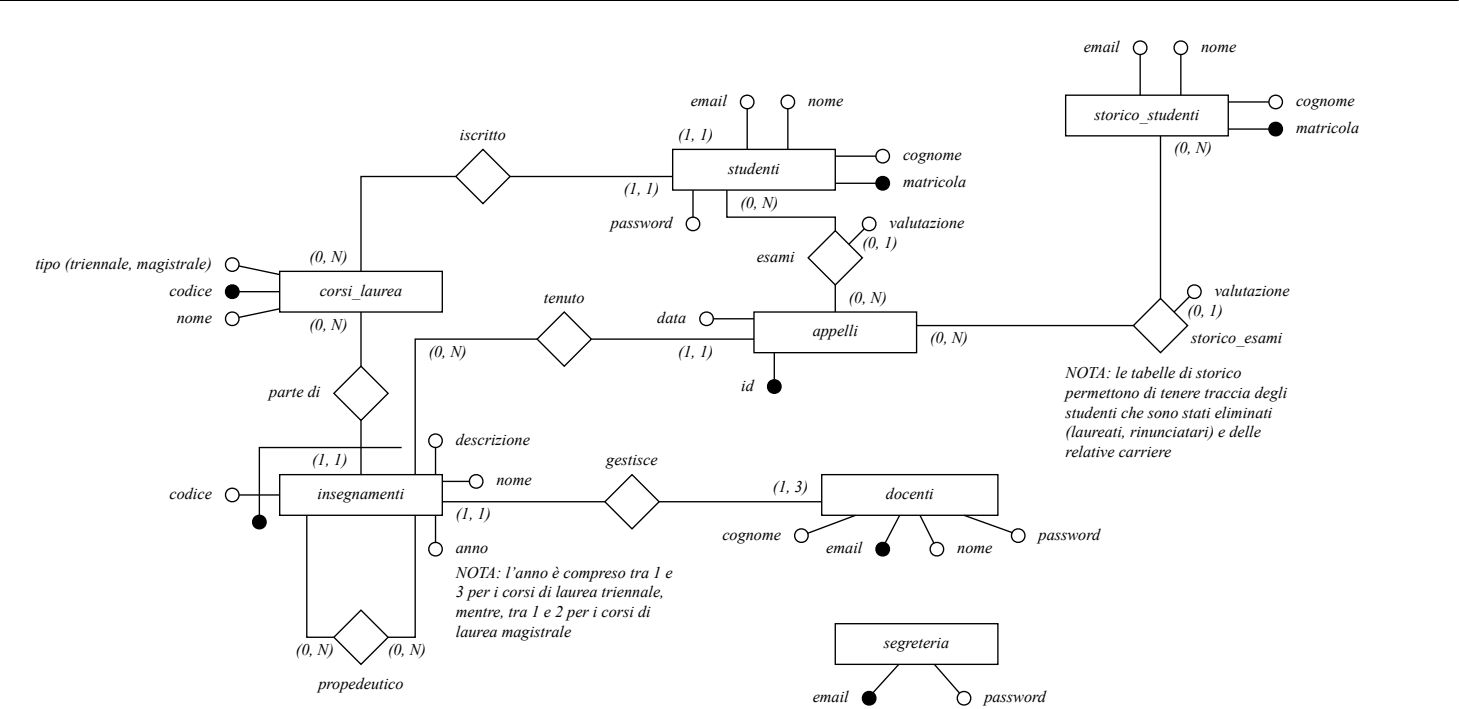 email
nome
storico_studenti
cognome
matricola
(0, N)
email
nome
(1, 1)
iscritto
studenti
cognome
matricola
(1, 1)
(0, N)
password
valutazione
(0, 1)
esami
(0, N)
tipo (triennale, magistrale)
(0, N)
codice
corsi_laurea
nome
(0, N)
tenuto
data
appelli
(0, N)
(1, 1)
(0, N)
id
valutazione
(0, 1)
storico_esami
NOTA: le tabelle di storico
permettono di tenere traccia degli
studenti che sono stati eliminati
(laureati, rinunciatari) e delle
relative carriere
parte di
descrizione
(1, 1)
nome
codice
insegnamenti
(1, 1)
gestisce
(1, 3)
docenti
cognome
email
nome
password
anno
NOTA: l'anno è compreso tra 1 e
3 per i corsi di laurea triennale,
mentre, tra 1 e 2 per i corsi di
laurea magistrale
(0, N)
(0, N)
propedeutico
segreteria
email
password